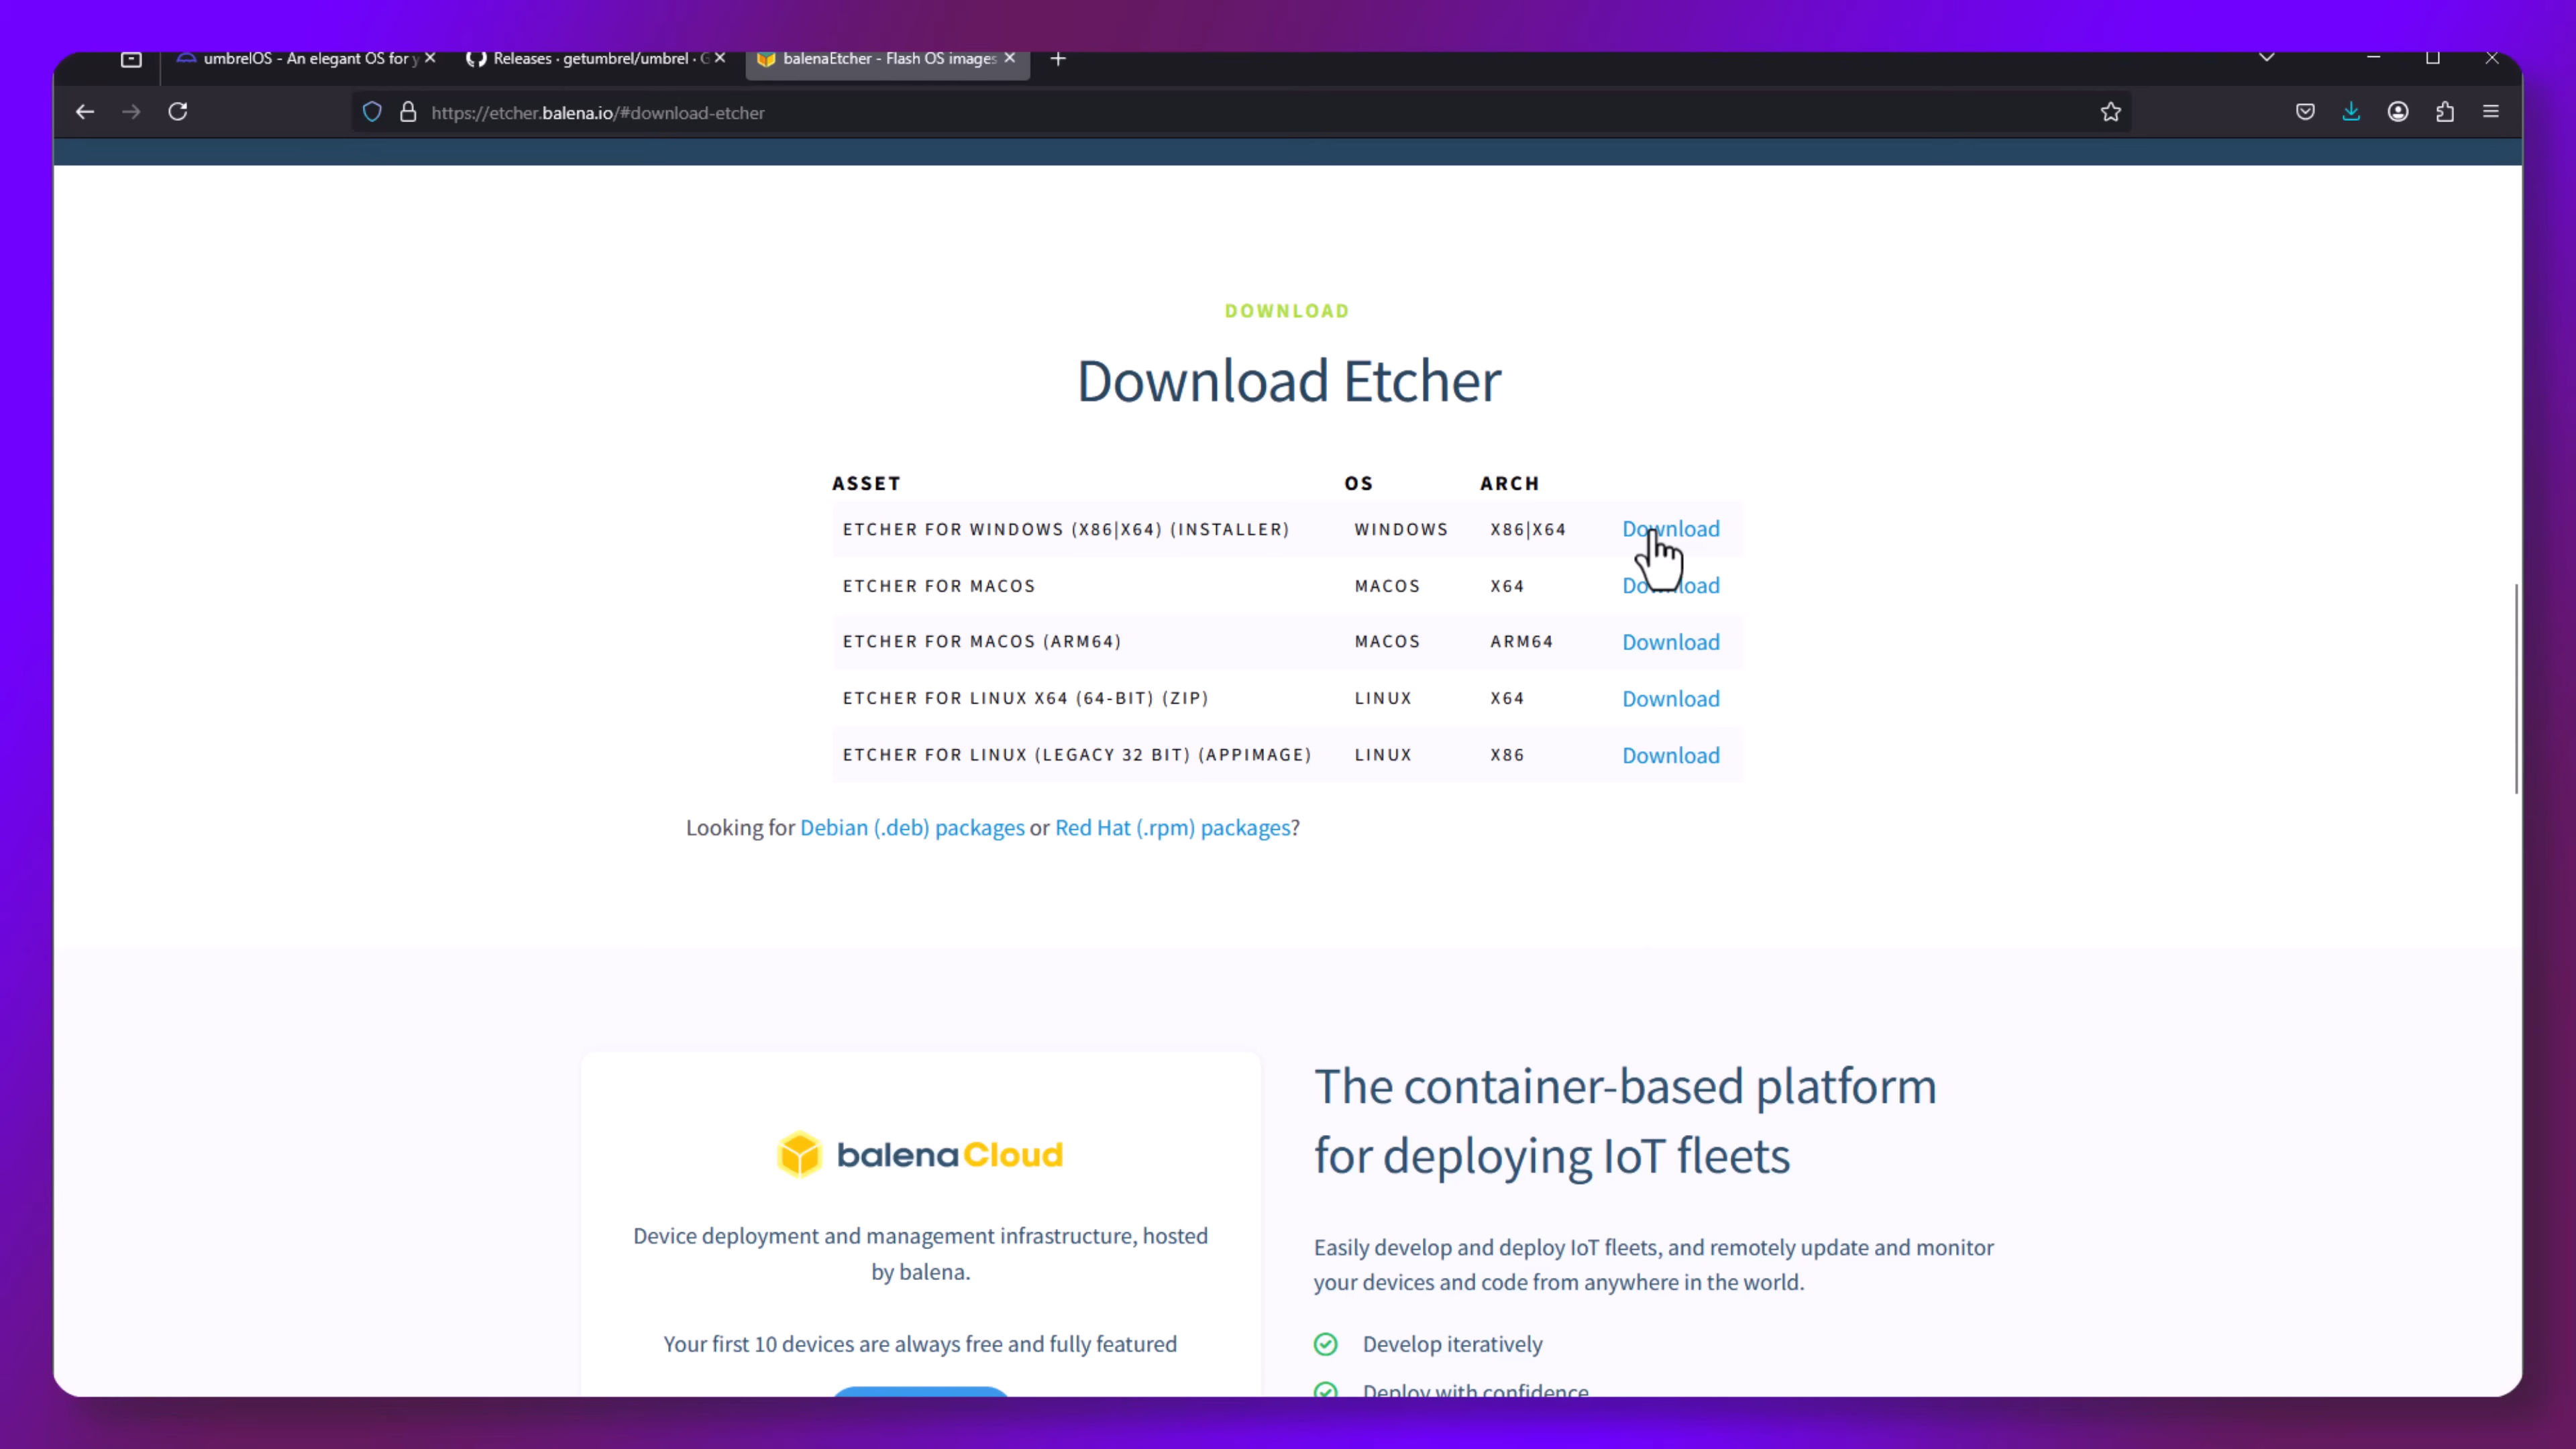 umbrelOS - An elegant OS for y
Releases · getumbrel/umbrel · G
balenaEtcher - Flash OS images
https://etcher.balena.io/#download-etcher
DOWNLOAD
Download Etcher
ASSET OS ARCH
ETCHER FOR WINDOWS (X86|X64) (INSTALLER) WINDOWS X86|X64 Download
ETCHER FOR MACOS MACOS X64 Download
ETCHER FOR MACOS (ARM64) MACOS ARM64 Download
ETCHER FOR LINUX X64 (64-BIT) (ZIP) LINUX X64 Download
ETCHER FOR LINUX (LEGACY 32 BIT) (APPIMAGE) LINUX X86 Download
Looking for Debian (.deb) packages or Red Hat (.rpm) packages?
balenaCloud
Device deployment and management infrastructure, hosted
by balena.
Your first 10 devices are always free and fully featured
The container-based platform
for deploying IoT fleets
Easily develop and deploy IoT fleets, and remotely update and monitor
your devices and code from anywhere in the world.
Develop iteratively
Deploy with confidence